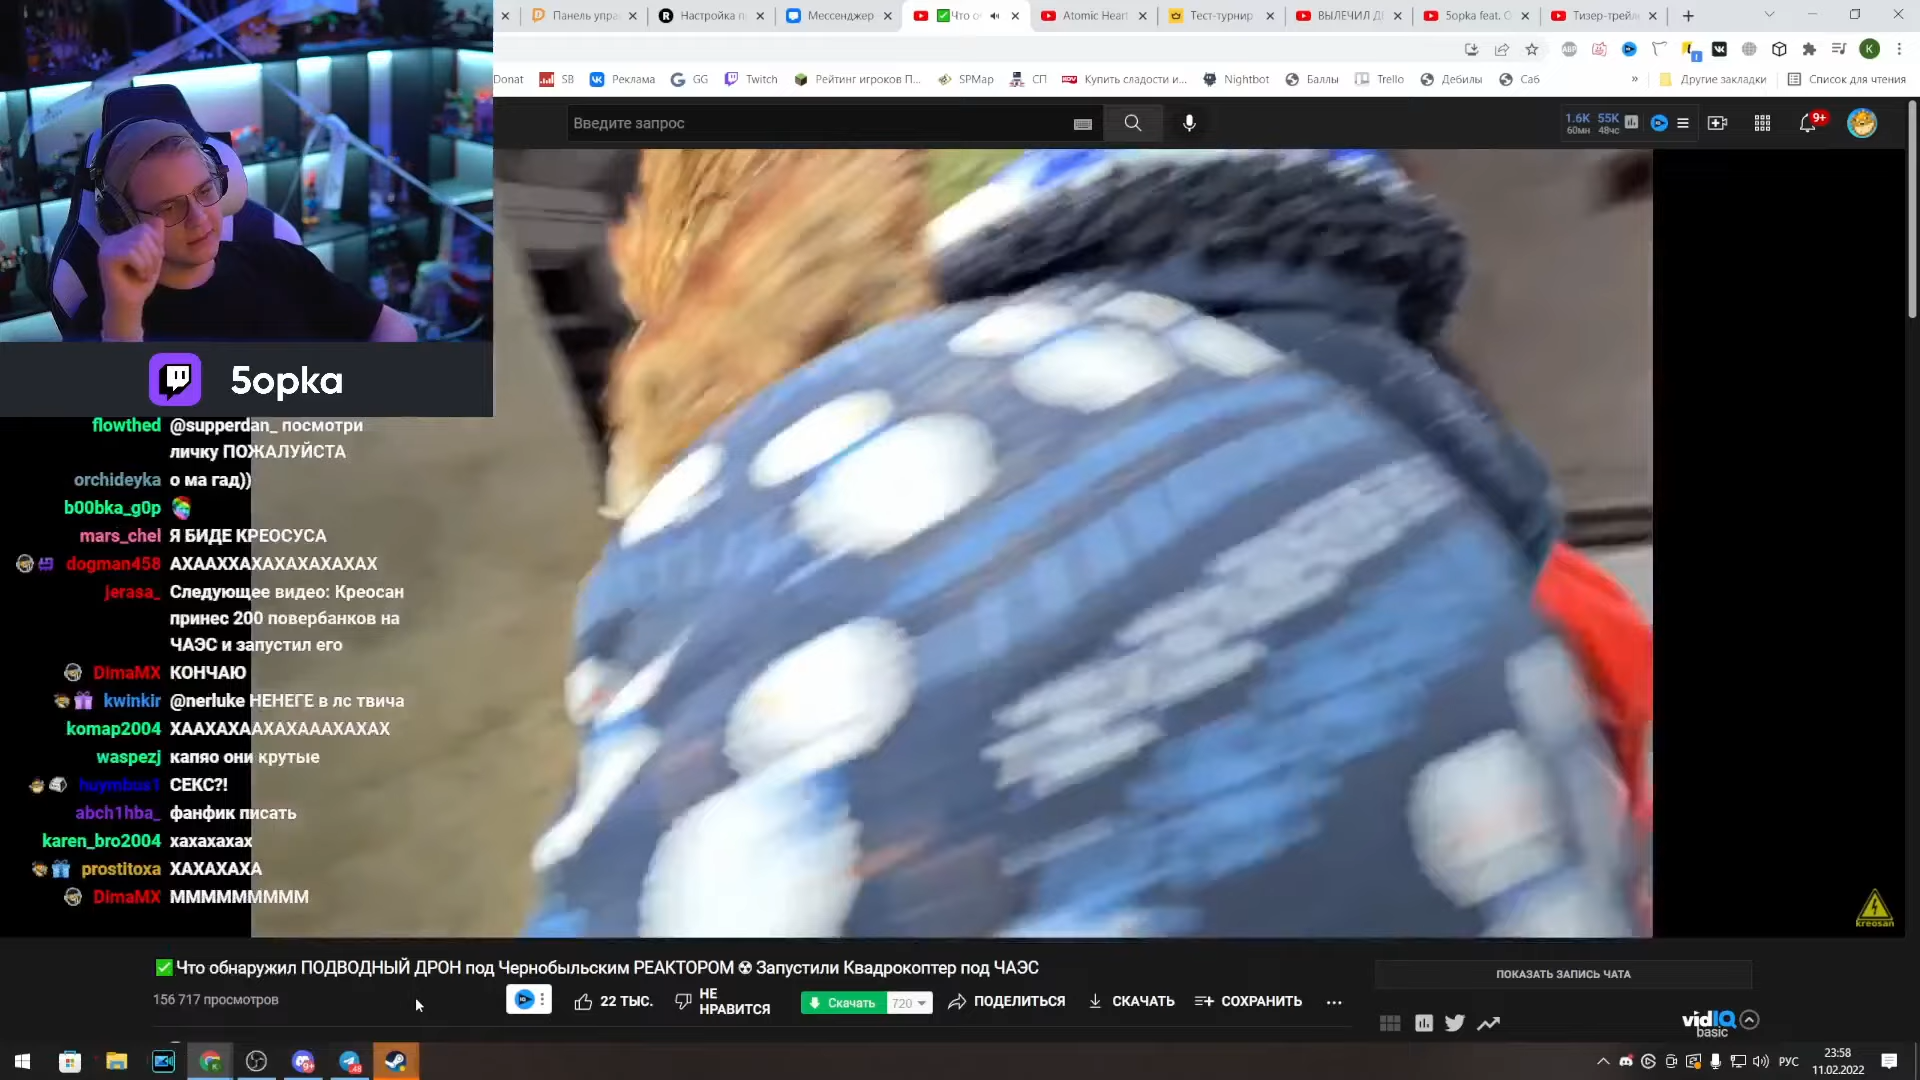 Панель упра
Настройка п
Мессенджер
Что о
Atomic Heart
Тест-турнир
ВЫЛЕЧИЛ Д
5opka feat. C
Тизер-трейл
Donat
SB
Реклама
GG
Twitch
Рейтинг игроков П...
SPMap
СП
Купить сладости и...
Nightbot
Баллы
Trello
Дебилы
Саб
»
Другие закладки
Список для чтения
Введите запрос
1.6K 55K
60мн 48чс
9+
5opka
flowthed @supperdan_ посмотри
личку ПОЖАЛУЙСТА
orchideyka о ма гад))
b00bka_g0p
mars_chel Я БИДЕ КРЕОСУСА
dogman458 АХААХХАХАХАХАХАХАХ
jerasa_ Следующее видео: Креосан
принес 200 повербанков на
ЧАЭС и запустил его
DimaMX КОНЧАЮ
kwinkir @nerluke НЕНЕГЕ в лс твича
komap2004 ХААХАХААХАХАААХАХАХ
waspezj капяо они крутые
СЕКС?!
abch1hba_ фанфик писать
karen_bro2004 хахахахах
prostitoxa ХАХАХАХА
DimaMX МММММММММ
kreosan
Что обнаружил ПОДВОДНЫЙ ДРОН под Чернобыльским РЕАКТОРОМ ☢ Запустили Квадрокоптер под ЧАЭС
156 717 просмотров
22 ТЫС.
НЕ
НРАВИТСЯ
Скачать 720
ПОДЕЛИТЬСЯ
СКАЧАТЬ
СОХРАНИТЬ
ПОКАЗАТЬ ЗАПИСЬ ЧАТА
vidIQ
basic
РУС
23:58
11.02.2022